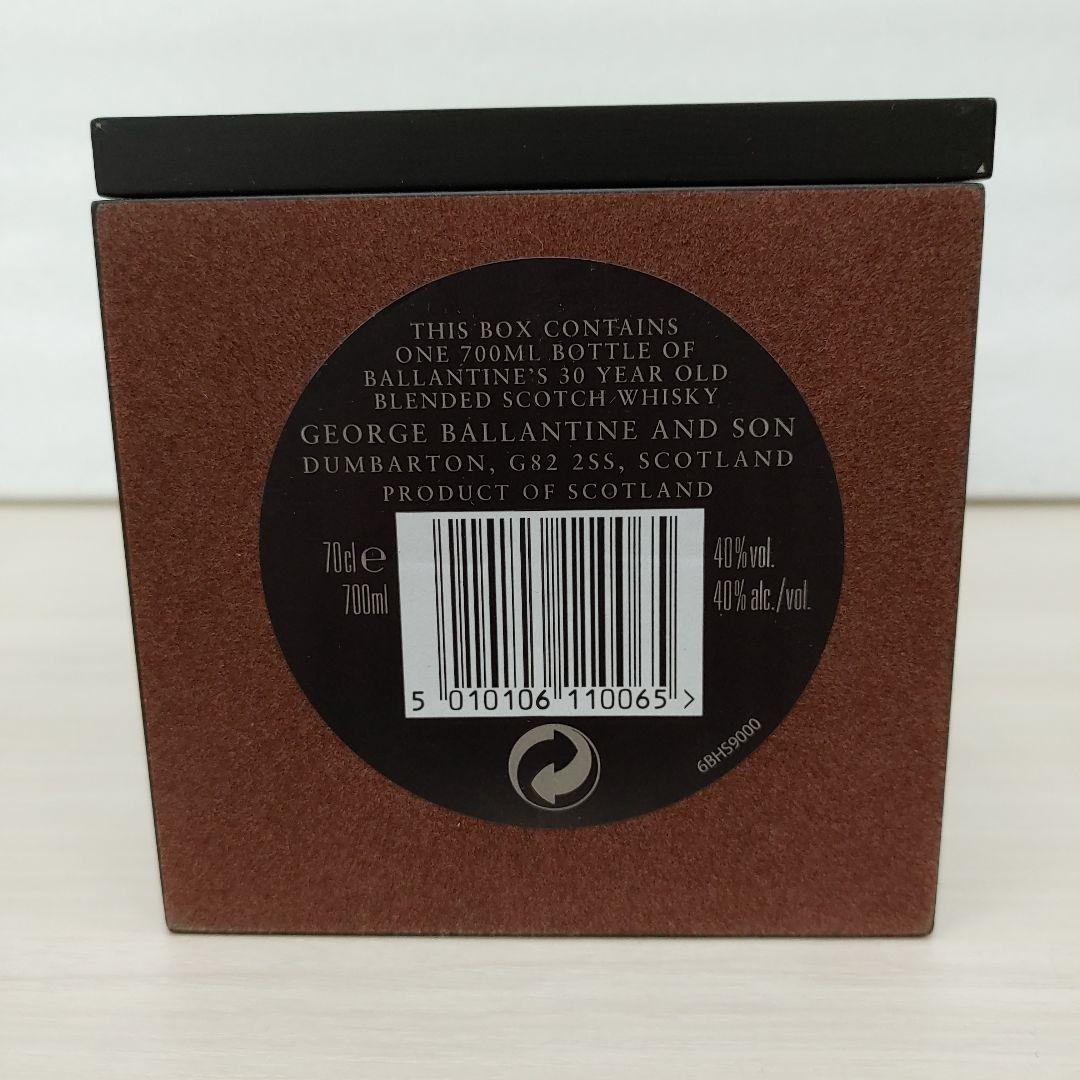 THIS BOX CONTAINS
ONE 700ML BOTTLE OF
BALLANTINE'S 30 YEAR OLD
BLENDED SCOTCH WHISKY
GEORGE BALLANTINE AND SON
DUMBARTON, G82 2SS, SCOTLAND
PRODUCT OF SCOTLAND
70cl e
700ml
40%vol.
40% alc./vol.
5 010106 110065 >
6BHS9000